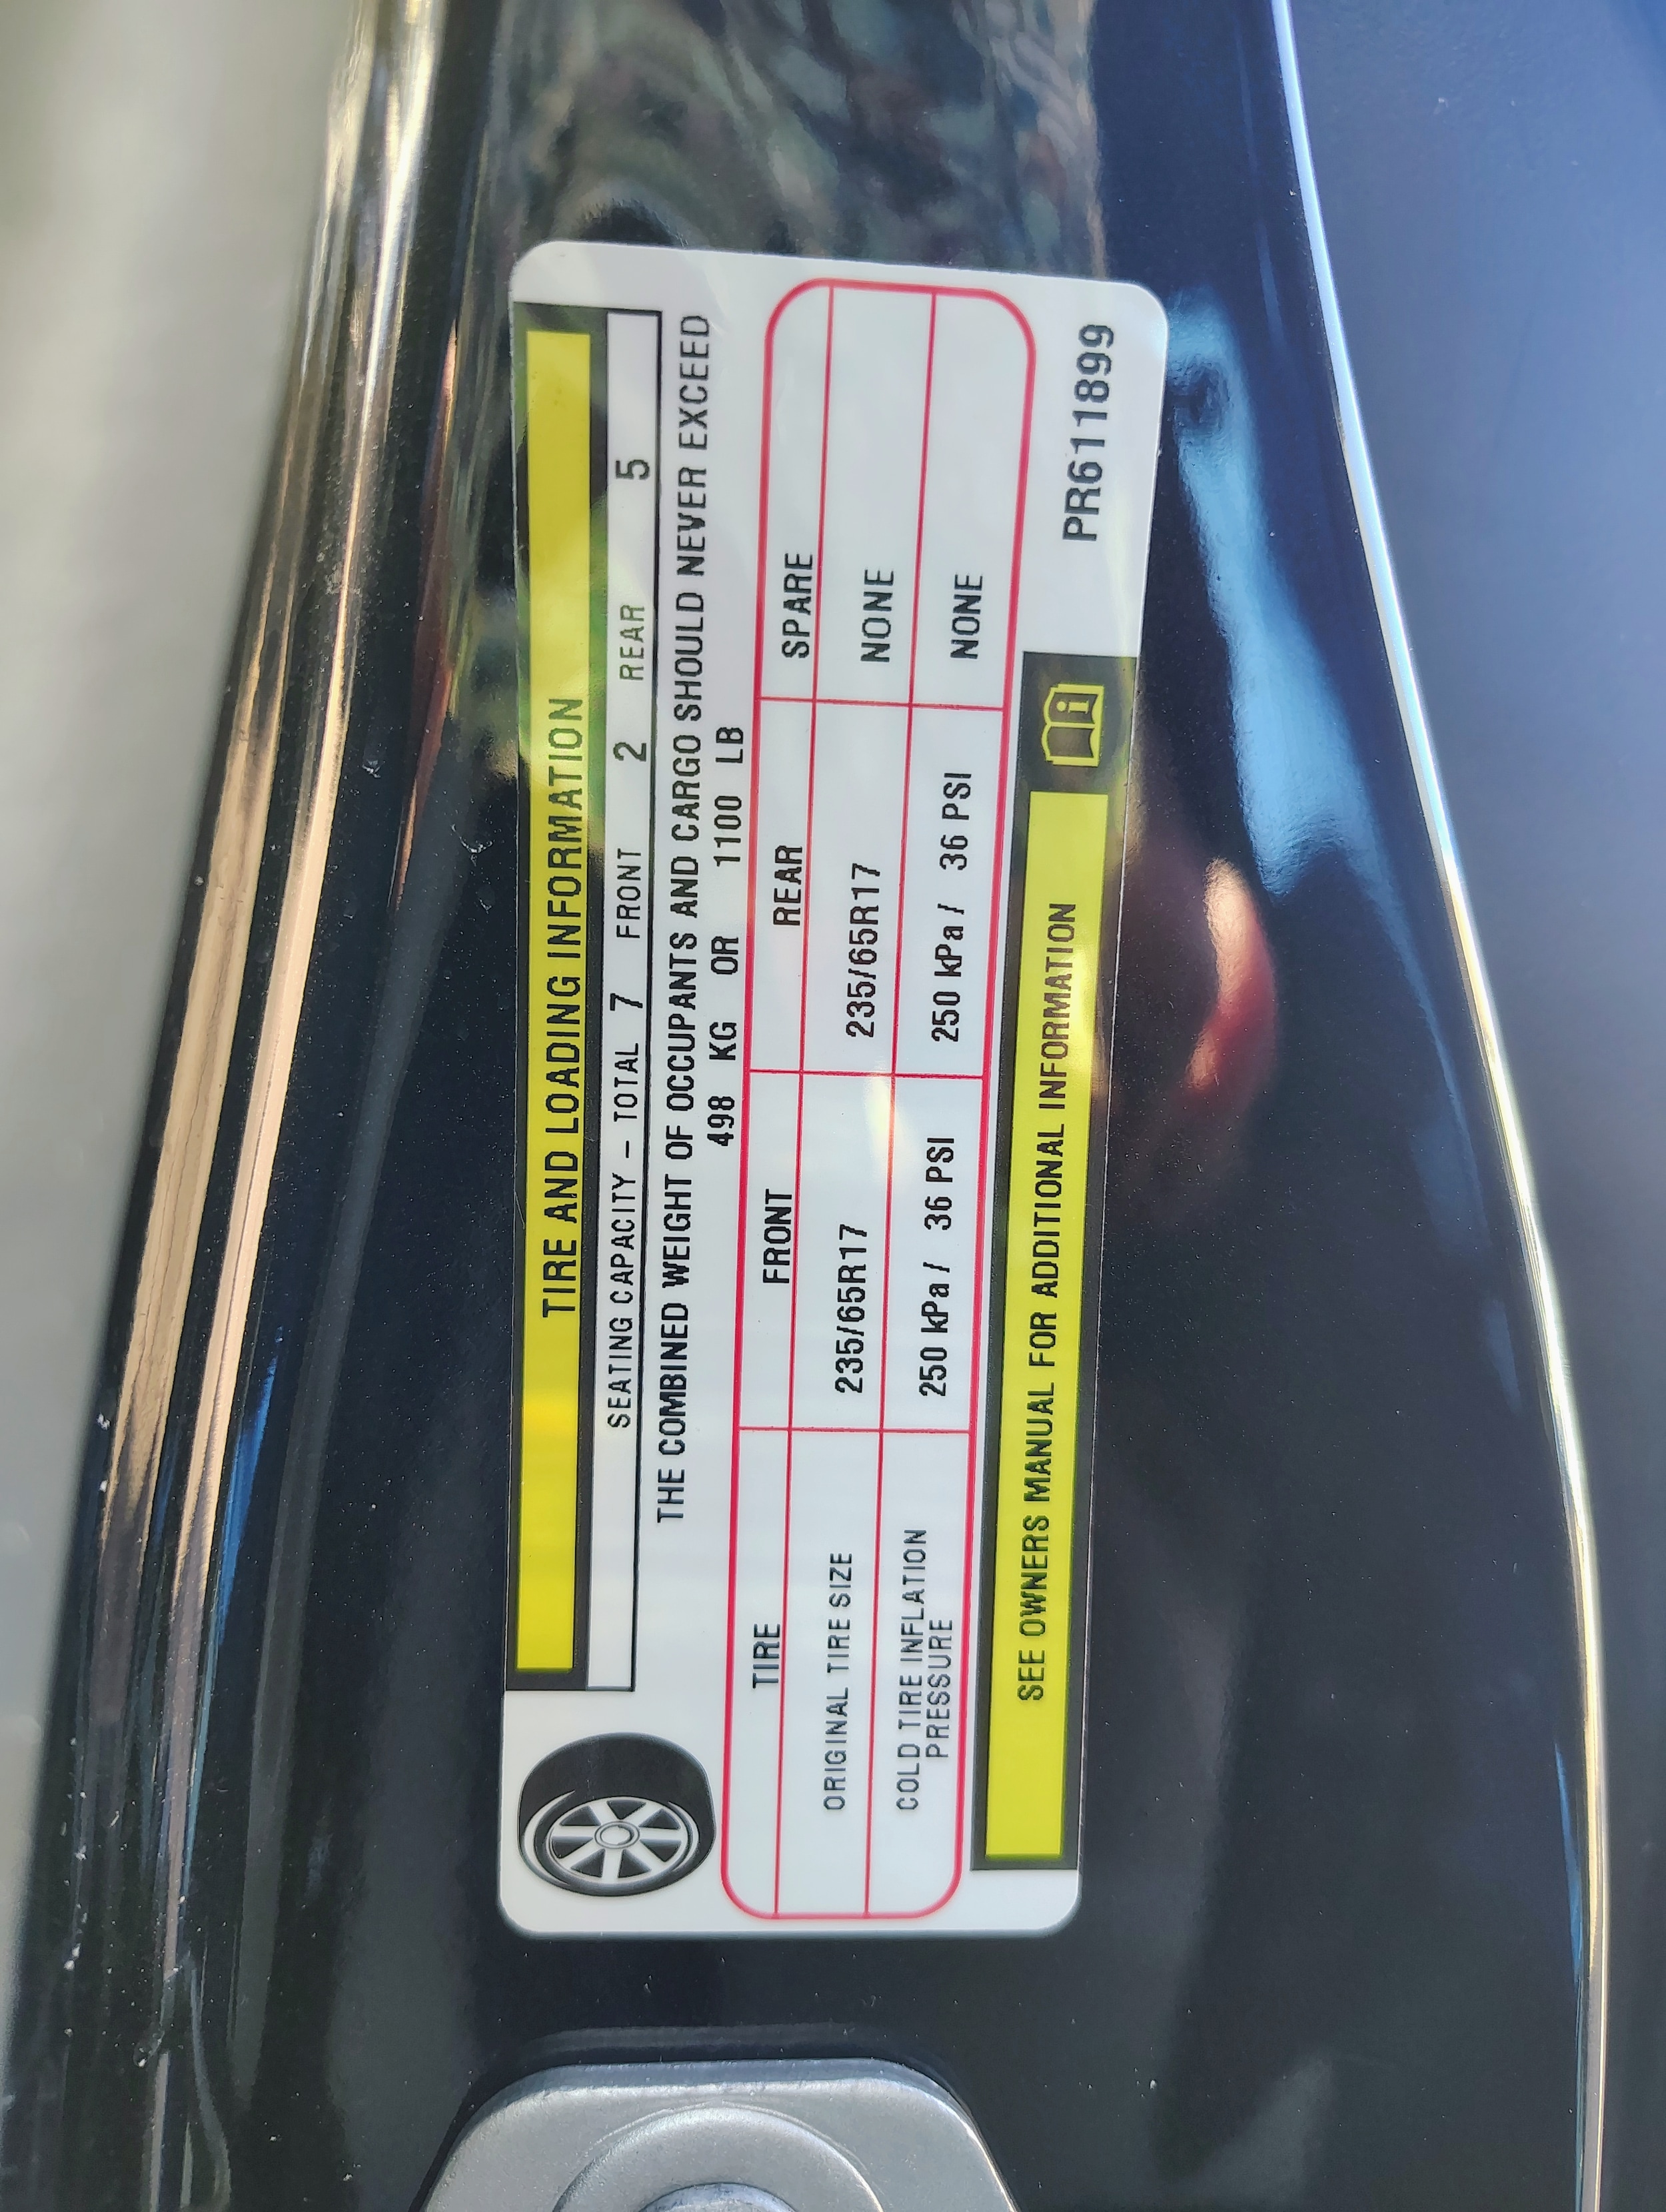 TIRE AND LOADING INFORMATION
SEATING CAPACITY – TOTAL 7 FRONT 2 REAR 5
THE COMBINED WEIGHT OF OCCUPANTS AND CARGO SHOULD NEVER EXCEED
498 KG OR 1100 LB
TIRE FRONT REAR SPARE
ORIGINAL TIRE SIZE 235/65R17 235/65R17 NONE
COLD TIRE INFLATION
PRESSURE 250 kPa / 36 PSI 250 kPa / 36 PSI NONE
SEE OWNERS MANUAL FOR ADDITIONAL INFORMATION i
PR611899